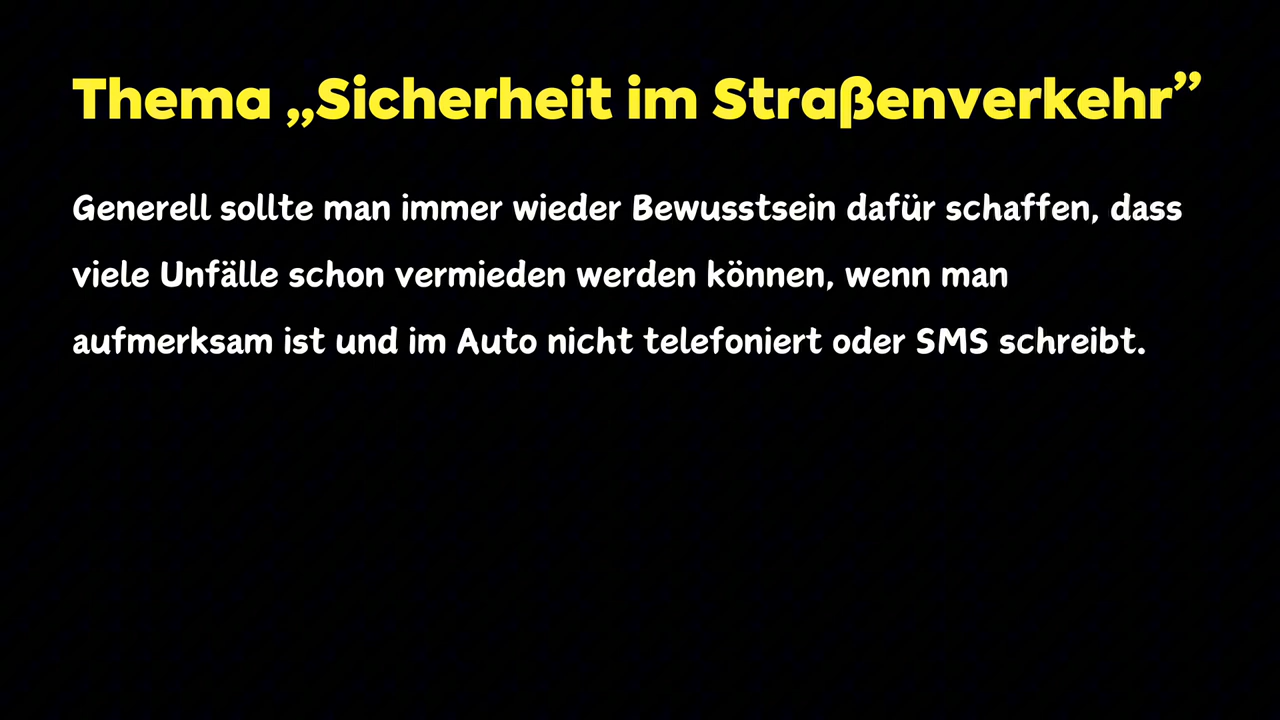 Thema „Sicherheit im Straßenverkehr”
Generell sollte man immer wieder Bewusstsein dafür schaffen, dass
viele Unfälle schon vermieden werden können, wenn man
aufmerksam ist und im Auto nicht telefoniert oder SMS schreibt.